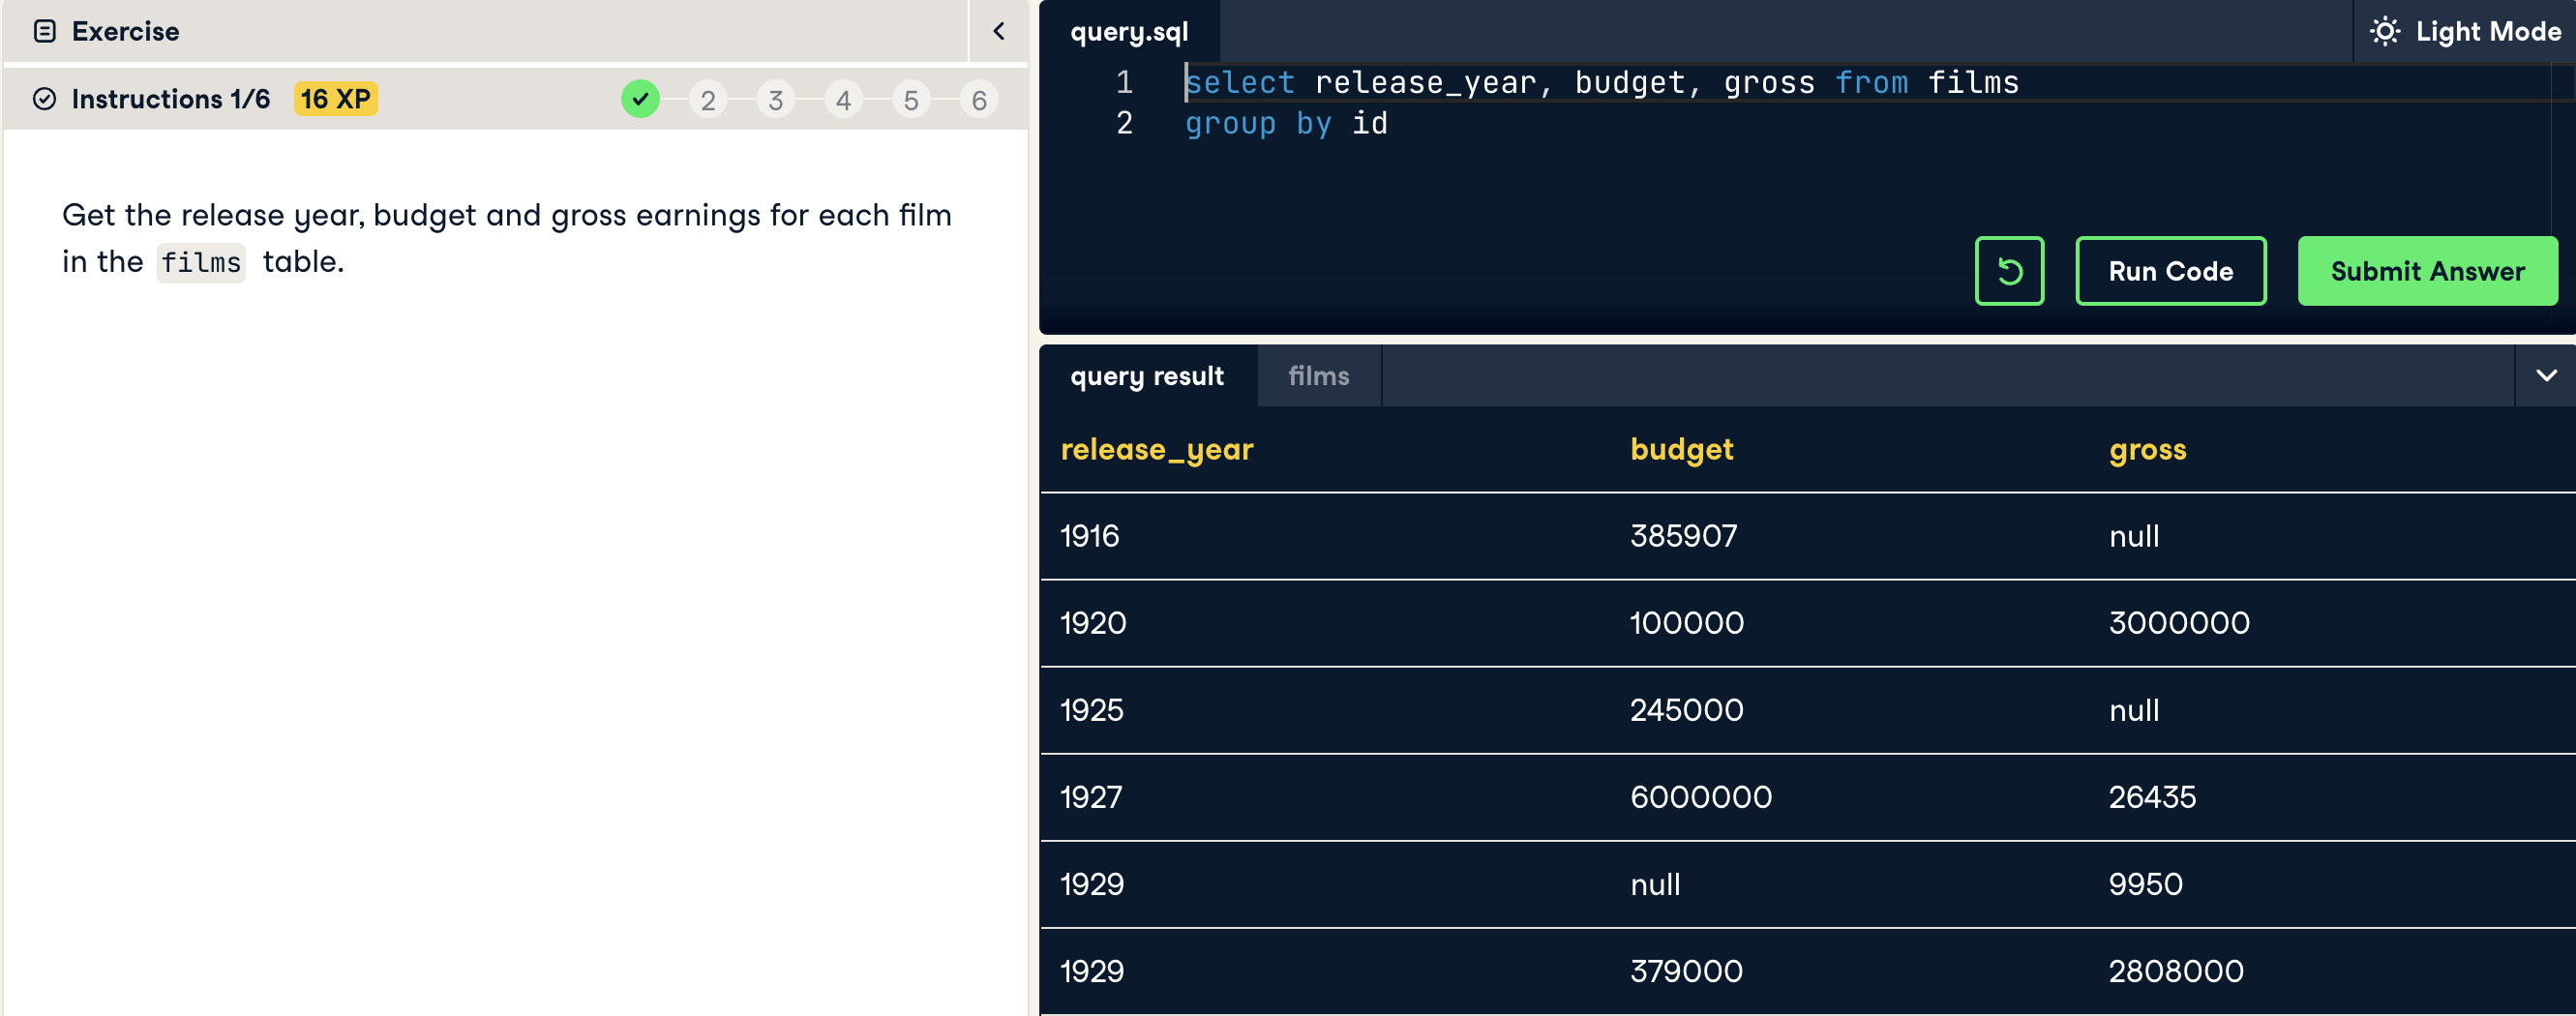 Exercise
Instructions 1/6 16 XP 2 3 4 5 6
Get the release year, budget and gross earnings for each film
in the films table.
query.sql Light Mode
1 select release_year, budget, gross from films
2 group by id
Run Code Submit Answer
query result films
release_year budget gross
1916 385907 null
1920 100000 3000000
1925 245000 null
1927 6000000 26435
1929 null 9950
1929 379000 2808000